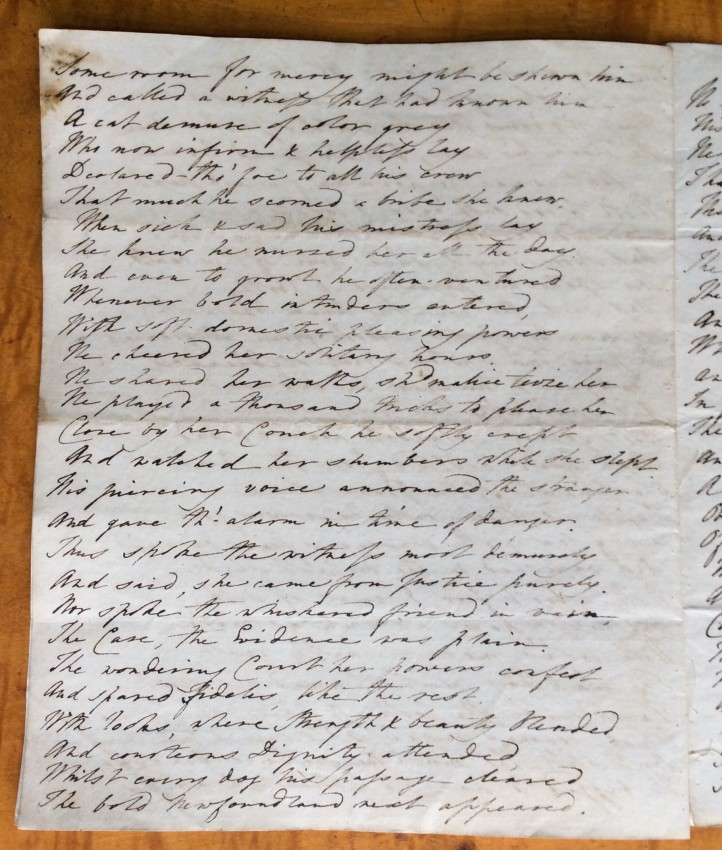 Some room for mercy might be shewn him
And called a witness that had known him
A cat demure of color grey
Who now infirm & helpless lay
Declared tho' foe to all his crew
That much he scorned a bribe she knew.
When sick & sad his mistress lay
She knew he nursed her all the day
And even to growl he often ventured
Whenever bold intruders entered
With soft domestic pleasing powers
He cheered her solitary hours.
He shared her walks, sh'd malice teize her
He played a thousand tricks to please her
Close by her Couch he softly crept
And watched her slumbers while she slept
His piercing voice announced the stranger
And gave th' alarm in time of danger.
Thus spoke the witness most demurely
And said, she came from Justice purely.
Nor spoke the whiskered friend in vain,
The Case, the Evidence was plain.
The wondering Court her powers confest
And spared Fidelis, like the rest.
With looks, where Strength & beauty blended
And courteous Dignity attended
Whilst every dog his passage cleared
The bold Newfoundland next appeared.